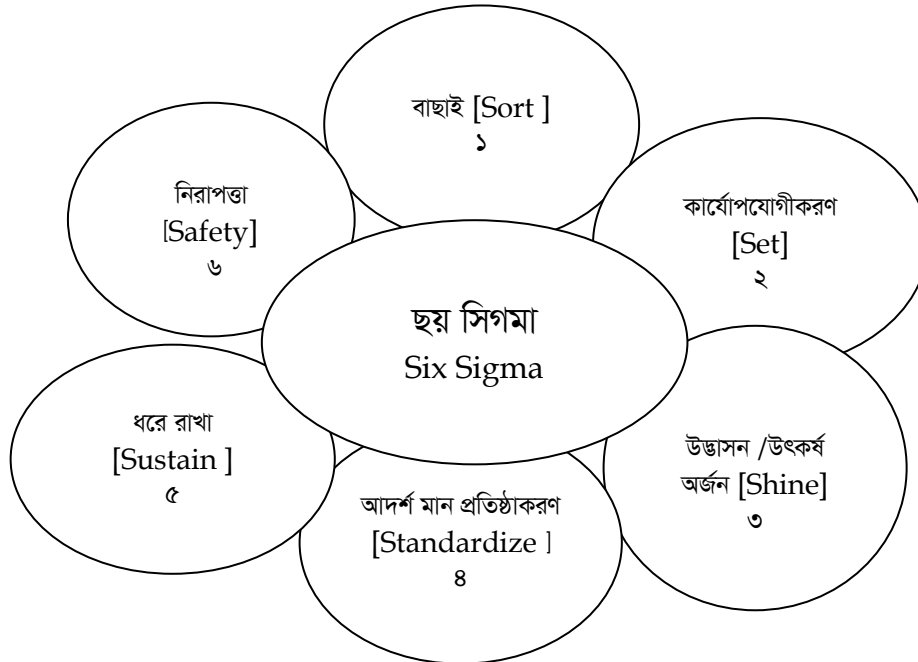 বাছাই [Sort ]
১
কার্যোপযোগীকরণ
[Set]
২
উদ্ভাসন /উৎকর্ষ
অর্জন [Shine]
৩
আদর্শ মান প্রতিষ্ঠাকরণ
[Standardize ]
৪
ধরে রাখা
[Sustain ]
৫
নিরাপত্তা
[Safety]
৬
ছয় সিগমা
Six Sigma